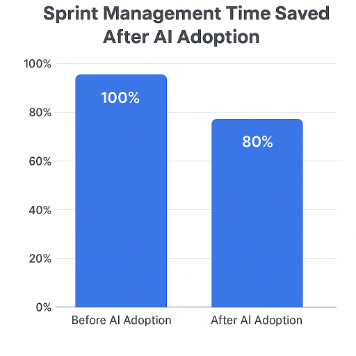 Sprint Management Time Saved
After AI Adoption
100%
100%
80%
80%
60%
40%
20%
0%
Before AI Adoption
After AI Adoption